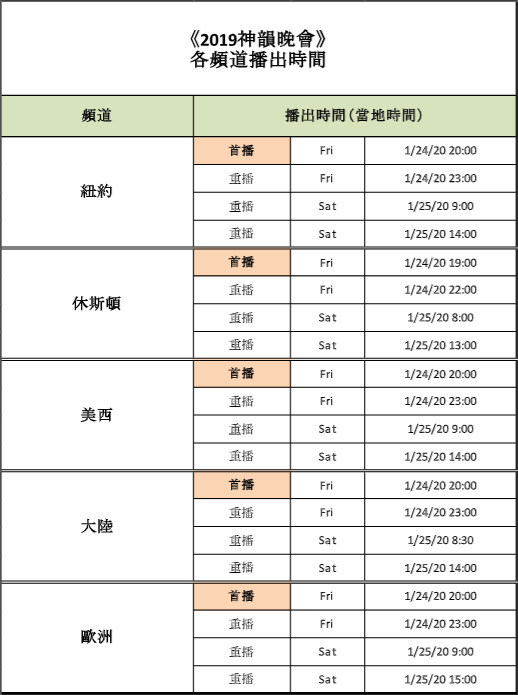 《2019神韻晚會》
各頻道播出時間
頻道 播出時間（當地時間）
紐約
首播 Fri 1/24/20 20:00
重播 Fri 1/24/20 23:00
重播 Sat 1/25/20 9:00
重播 Sat 1/25/20 14:00
休斯頓
首播 Fri 1/24/20 19:00
重播 Fri 1/24/20 22:00
重播 Sat 1/25/20 8:00
重播 Sat 1/25/20 13:00
美西
首播 Fri 1/24/20 20:00
重播 Fri 1/24/20 23:00
重播 Sat 1/25/20 9:00
重播 Sat 1/25/20 14:00
大陸
首播 Fri 1/24/20 20:00
重播 Fri 1/24/20 23:00
重播 Sat 1/25/20 8:30
重播 Sat 1/25/20 14:00
歐洲
首播 Fri 1/24/20 20:00
重播 Fri 1/24/20 23:00
重播 Sat 1/25/20 9:00
重播 Sat 1/25/20 15:00